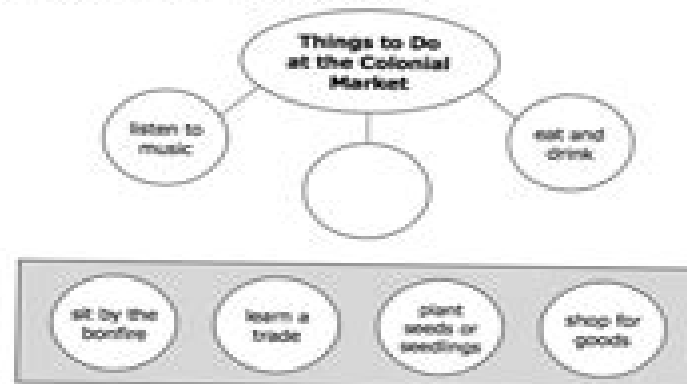 Things to Do
at the Colonial
Market
listen to
music
eat and
drink
sit by the
bonfire
learn a
trade
plant
seeds or
seedlings
shop for
goods